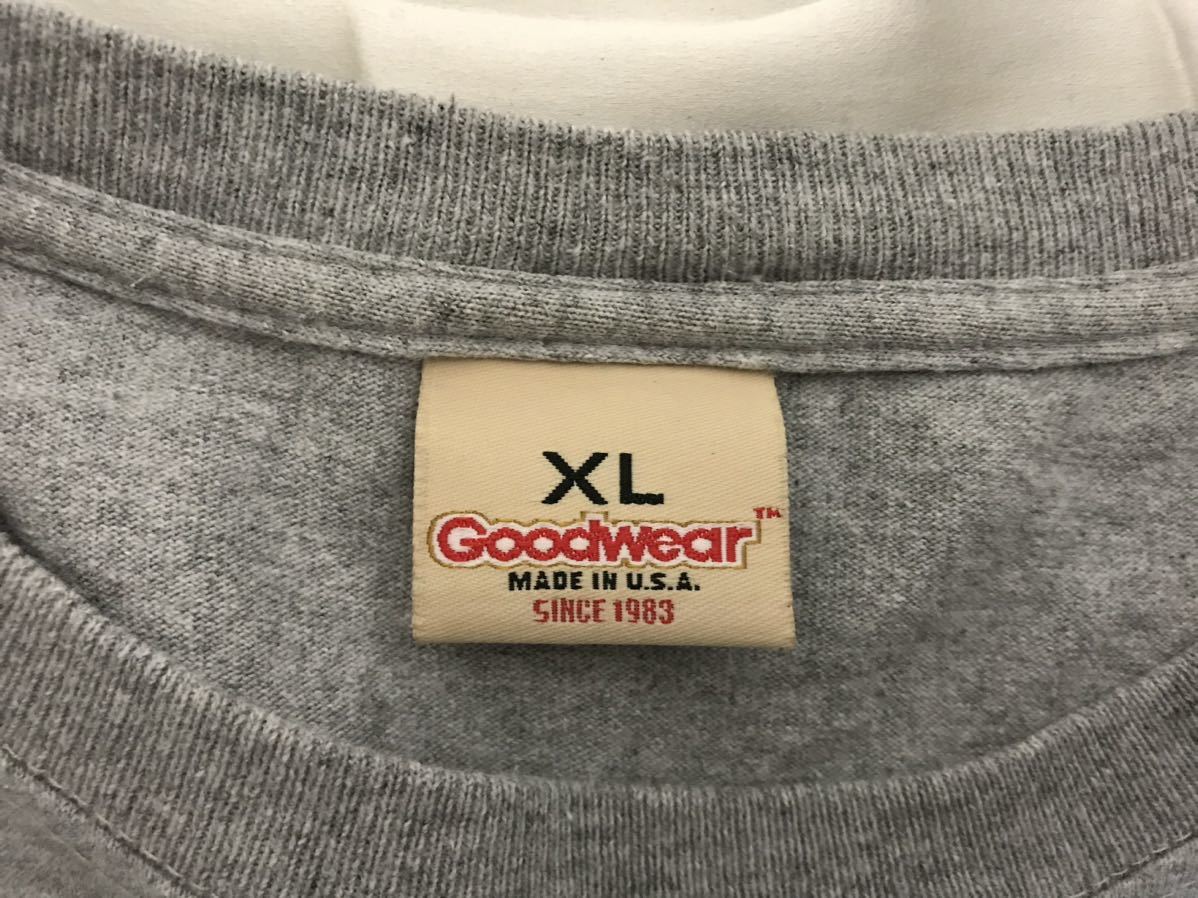 XL
Goodwear™
MADE IN U.S.A.
SINCE 1983